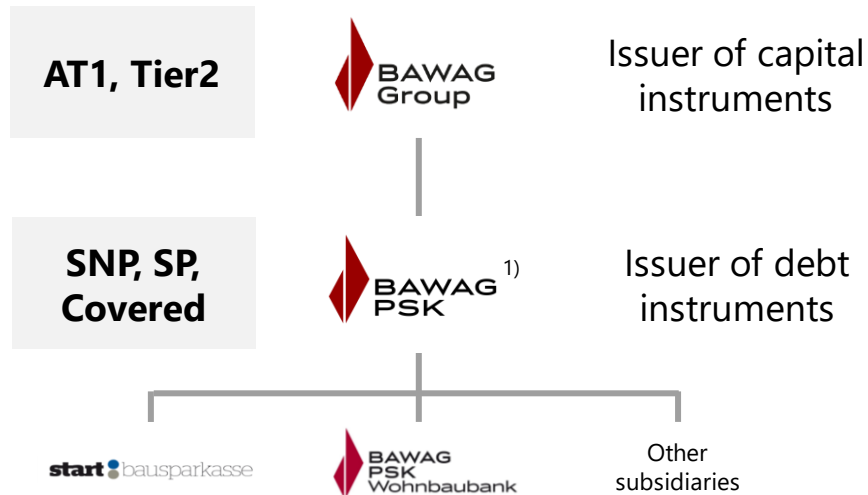 AT1, Tier2
BAWAG
Group
Issuer of capital
instruments
SNP, SP,
Covered
BAWAG 1)
PSK
Issuer of debt
instruments
start:bausparkasse
BAWAG
PSK
Wohnbaubank
Other
subsidiaries